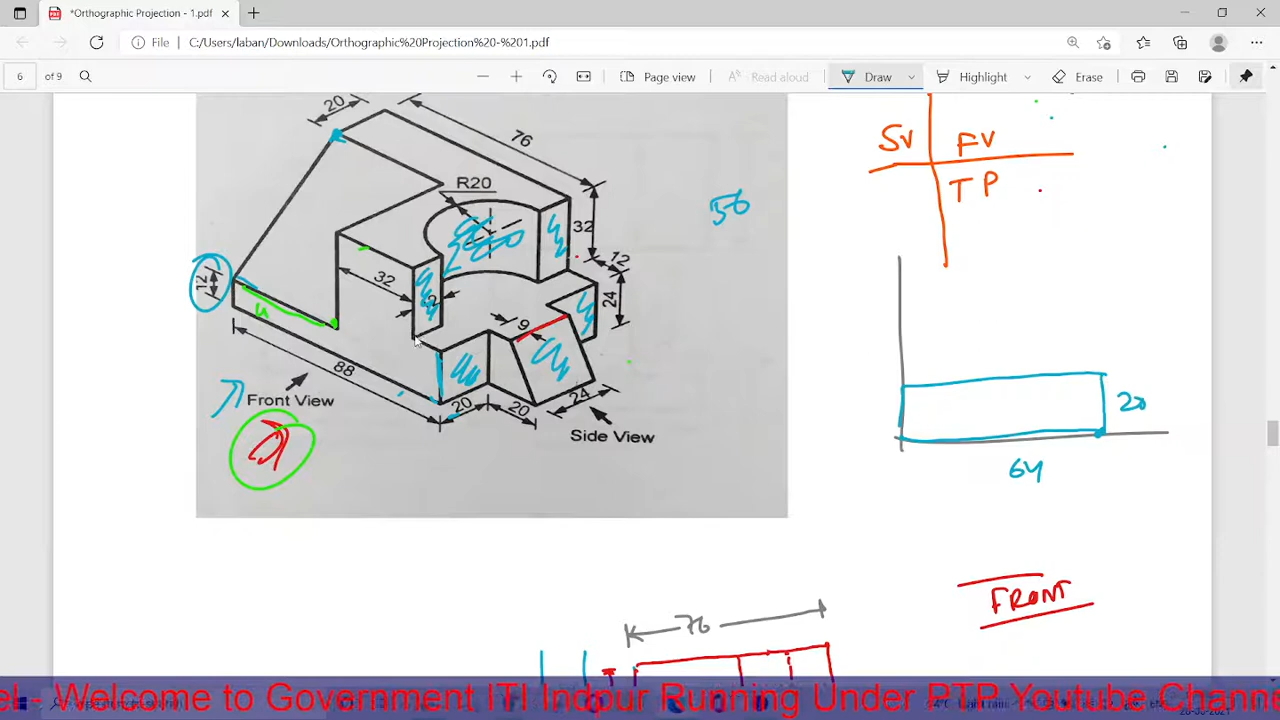 *Orthographic Projection - 1.pdf
File
C:/Users/laban/Downloads/Orthographic%20Projection%20-%201.pdf
6 of 9
Page view
Read aloud
Draw
Highlight
Erase
20
76
R20
32
12
24
12
32
9
88
20
20
24
Front View
Side View
56
SV
FV
TP
20
64
FRONT
76
el - Welcome to Government ITI Indpur Running Under PTP Youtube Channe